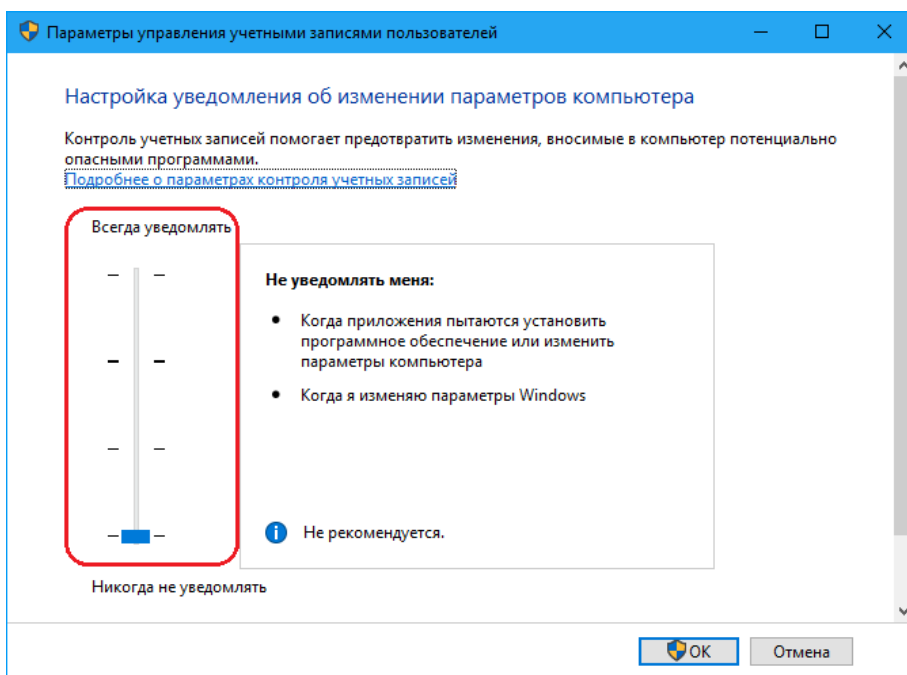 Параметры управления учетными записями пользователей
Настройка уведомления об изменении параметров компьютера
Контроль учетных записей помогает предотвратить изменения, вносимые в компьютер потенциально
опасными программами.
Подробнее о параметрах контроля учетных записей
Всегда уведомлять
Не уведомлять меня:
Когда приложения пытаются установить
программное обеспечение или изменить
параметры компьютера
Когда я изменяю параметры Windows
Не рекомендуется.
Никогда не уведомлять
ОК
Отмена